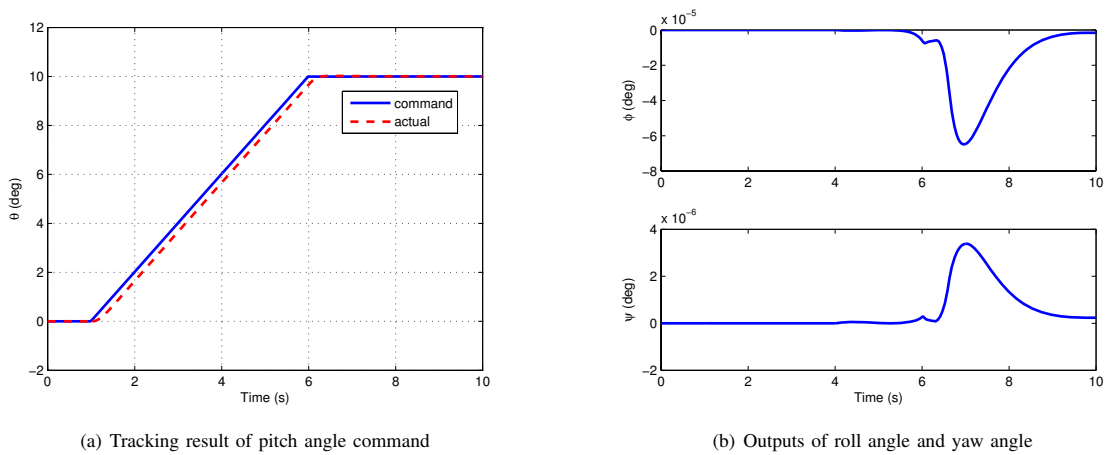 12
10
8
6
4
2
0
−2
θ (deg)
command
actual
0 2 4 6 8 10
Time (s)
(a) Tracking result of pitch angle command
x 10⁻⁵
0
−2
−4
−6
−8
ϕ (deg)
0 2 4 6 8 10
x 10⁻⁶
4
2
0
−2
ψ (deg)
0 2 4 6 8 10
Time (s)
(b) Outputs of roll angle and yaw angle